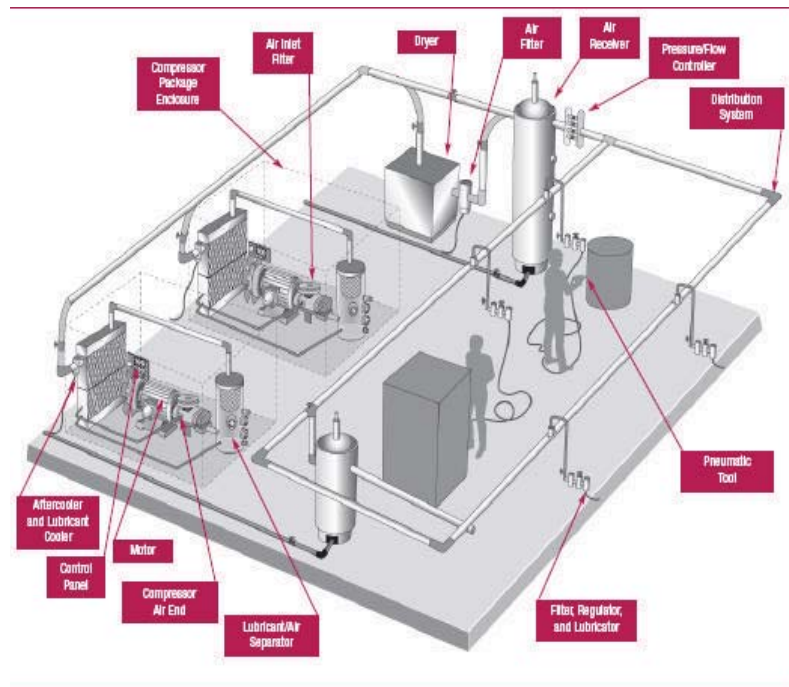 Air Inlet
Filter
Dryer
Air
Filter
Air
Receiver
Pressure/Flow
Controller
Compressor
Package
Enclosure
Distribution
System
Pneumatic
Tool
Aftercooler
and Lubricant
Cooler
Motor
Control
Panel
Compressor
Air End
Lubricant/Air
Separator
Filter, Regulator,
and Lubricator